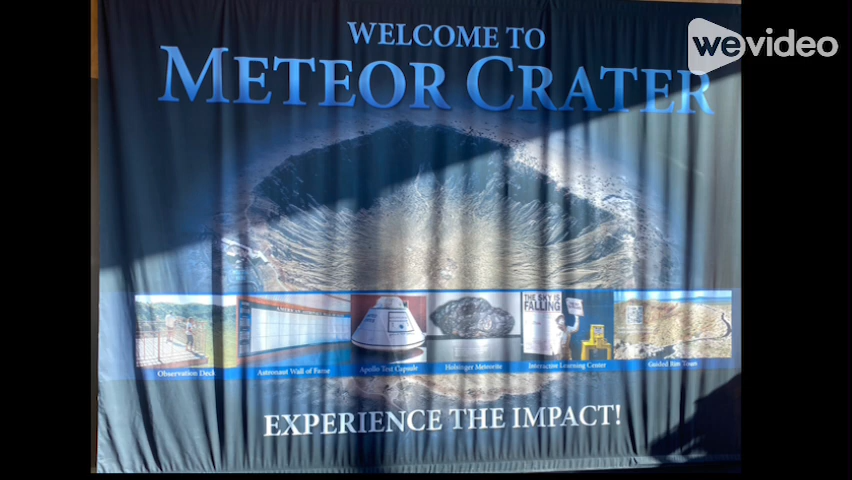 WELCOME TO
METEOR CRATER
wevideo
THE SKY IS
FALLING
Observation Deck
Astronaut Wall of Fame
Apollo Test Capsule
Holsinger Meteorite
Interactive Learning Center
Guided Rim Tours
EXPERIENCE THE IMPACT!